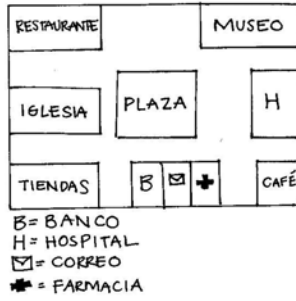 RESTAURANTE
MUSEO
IGLESIA
PLAZA
H
TIENDAS
B
CAFÉ
B= BANCO
H= HOSPITAL
= CORREO
= FARMACIA